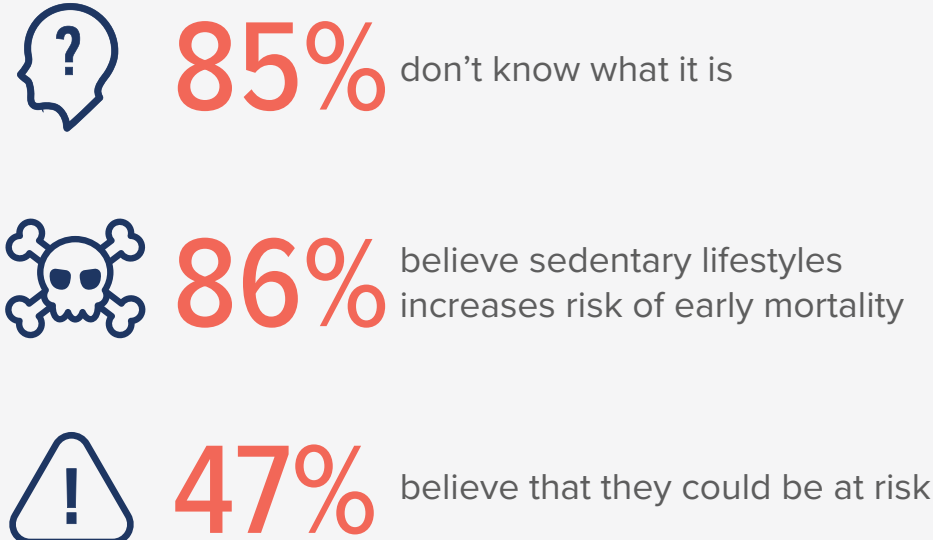 ?
85% don’t know what it is
86% believe sedentary lifestyles
increases risk of early mortality
!
47% believe that they could be at risk